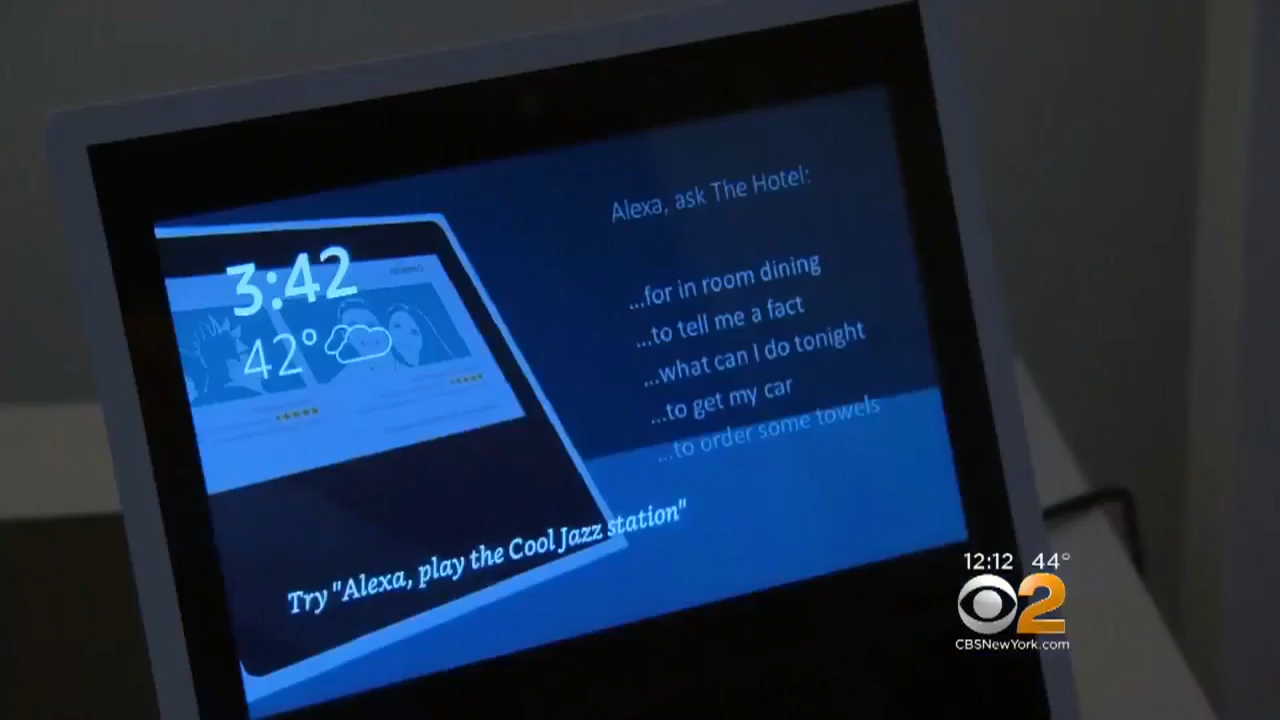 Alexa, ask The Hotel:
3:42
42°
...for in room dining
...to tell me a fact
...what can I do tonight
...to get my car
...to order some towels
Try "Alexa, play the Cool Jazz station"
12:12 44°
2
CBSNewYork.com